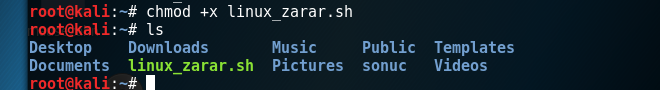 root@kali:~# chmod +x linux_zarar.sh
root@kali:~# ls
Desktop Downloads Music Public Templates
Documents linux_zarar.sh Pictures sonuc Videos
root@kali:~#